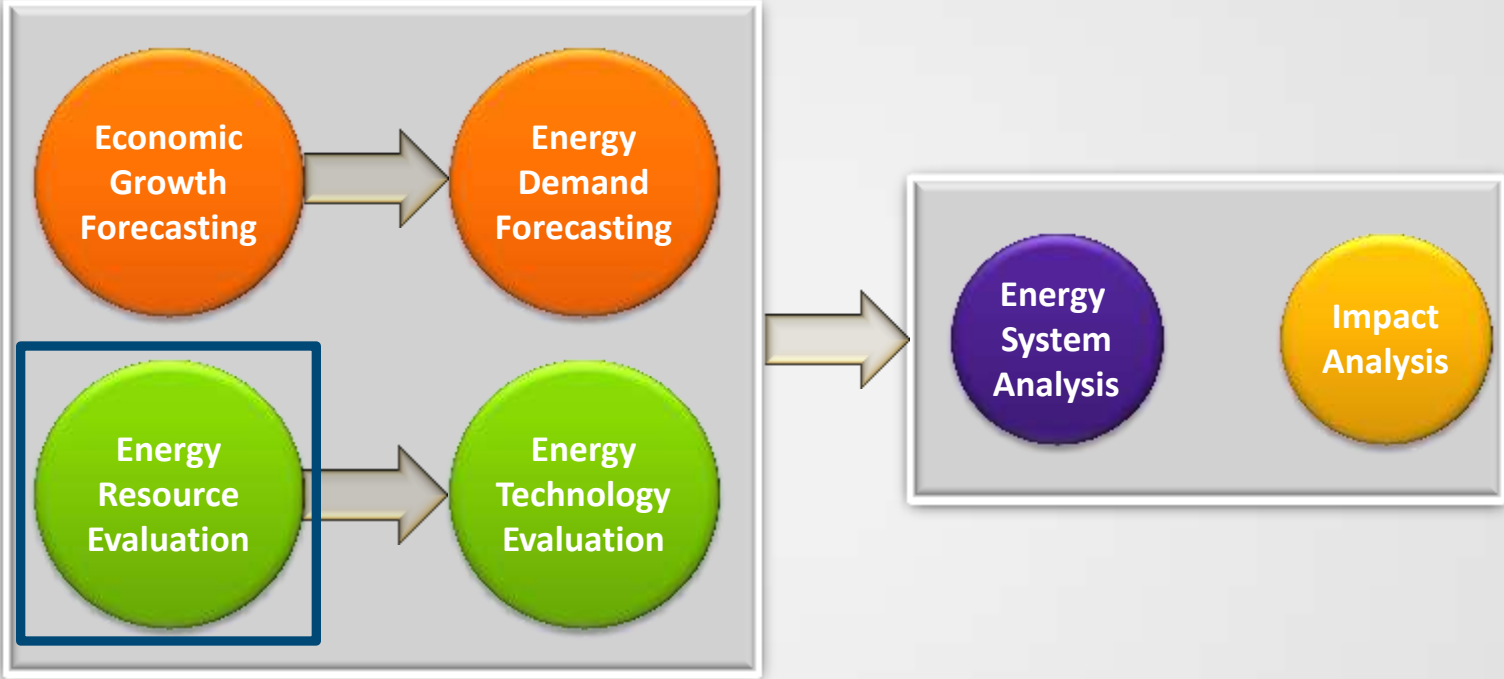 Economic
Growth
Forecasting
Energy
Demand
Forecasting
Energy
Resource
Evaluation
Energy
Technology
Evaluation
Energy
System
Analysis
Impact
Analysis